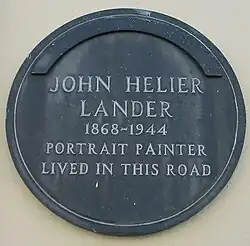 JOHN HELIER
LANDER
1868-1944
PORTRAIT PAINTER
LIVED IN THIS ROAD